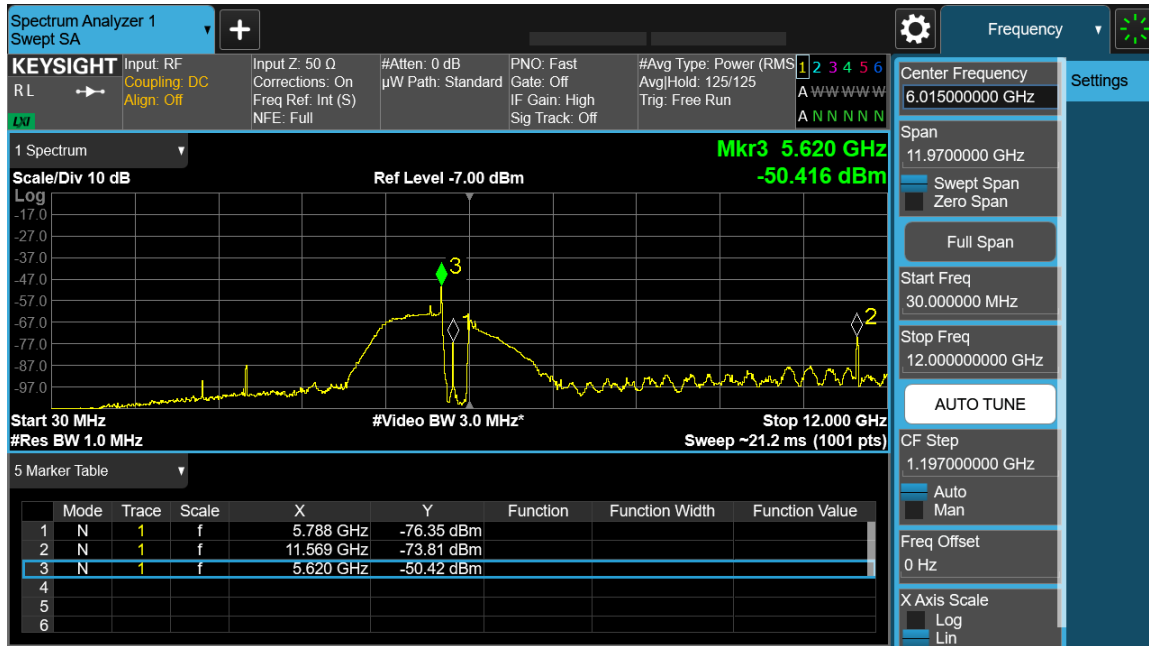 Spectrum Analyzer 1
Swept SA
+
Frequency
KEYSIGHT
RL
LXI
Input: RF
Coupling: DC
Align: Off
Input Z: 50 Ω
Corrections: On
Freq Ref: Int (S)
NFE: Full
#Atten: 0 dB
µW Path: Standard
PNO: Fast
Gate: Off
IF Gain: High
Sig Track: Off
#Avg Type: Power (RMS
Avg|Hold: 125/125
Trig: Free Run
1 2 3 4 5 6
A W W W W W
A N N N N N
1 Spectrum
Scale/Div 10 dB
Ref Level -7.00 dBm
Mkr3 5.620 GHz
-50.416 dBm
Log
-17.0
-27.0
-37.0
-47.0
-57.0
-67.0
-77.0
-87.0
-97.0
3
1
2
Start 30 MHz
#Video BW 3.0 MHz*
Stop 12.000 GHz
#Res BW 1.0 MHz
Sweep ~21.2 ms (1001 pts)
5 Marker Table
Mode Trace Scale X Y Function Function Width Function Value
1 N 1 f 5.788 GHz -76.35 dBm
2 N 1 f 11.569 GHz -73.81 dBm
3 N 1 f 5.620 GHz -50.42 dBm
4
5
6
Center Frequency
6.015000000 GHz
Span
11.9700000 GHz
Swept Span
Zero Span
Full Span
Start Freq
30.000000 MHz
Stop Freq
12.000000000 GHz
AUTO TUNE
CF Step
1.197000000 GHz
Auto
Man
Freq Offset
0 Hz
X Axis Scale
Log
Lin
Settings